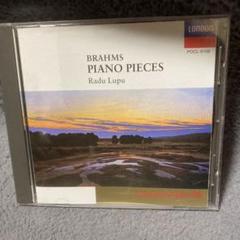 LONDON
BRAHMS
PIANO PIECES
Radu Lupu